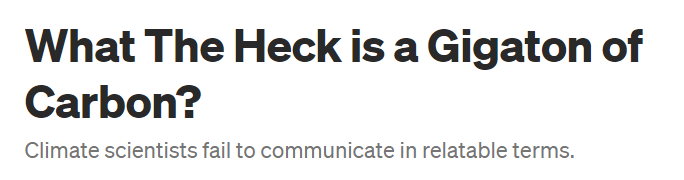 What The Heck is a Gigaton of
Carbon?
Climate scientists fail to communicate in relatable terms.